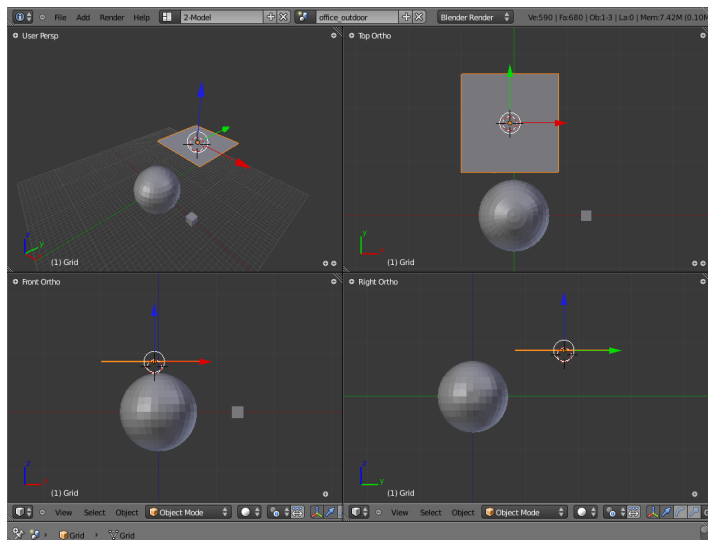 File Add Render Help 2-Model office_outdoor Blender Render Ve:590 | Fa:680 | Ob:1-3 | La:0 | Mem:7.42M (0.10M
User Persp
Top Ortho
z
y
(1) Grid
y
(1) Grid
Front Ortho
Right Ortho
z
(1) Grid
z
y
(1) Grid
View Select Object Object Mode
View Select Object Object Mode
Grid Grid